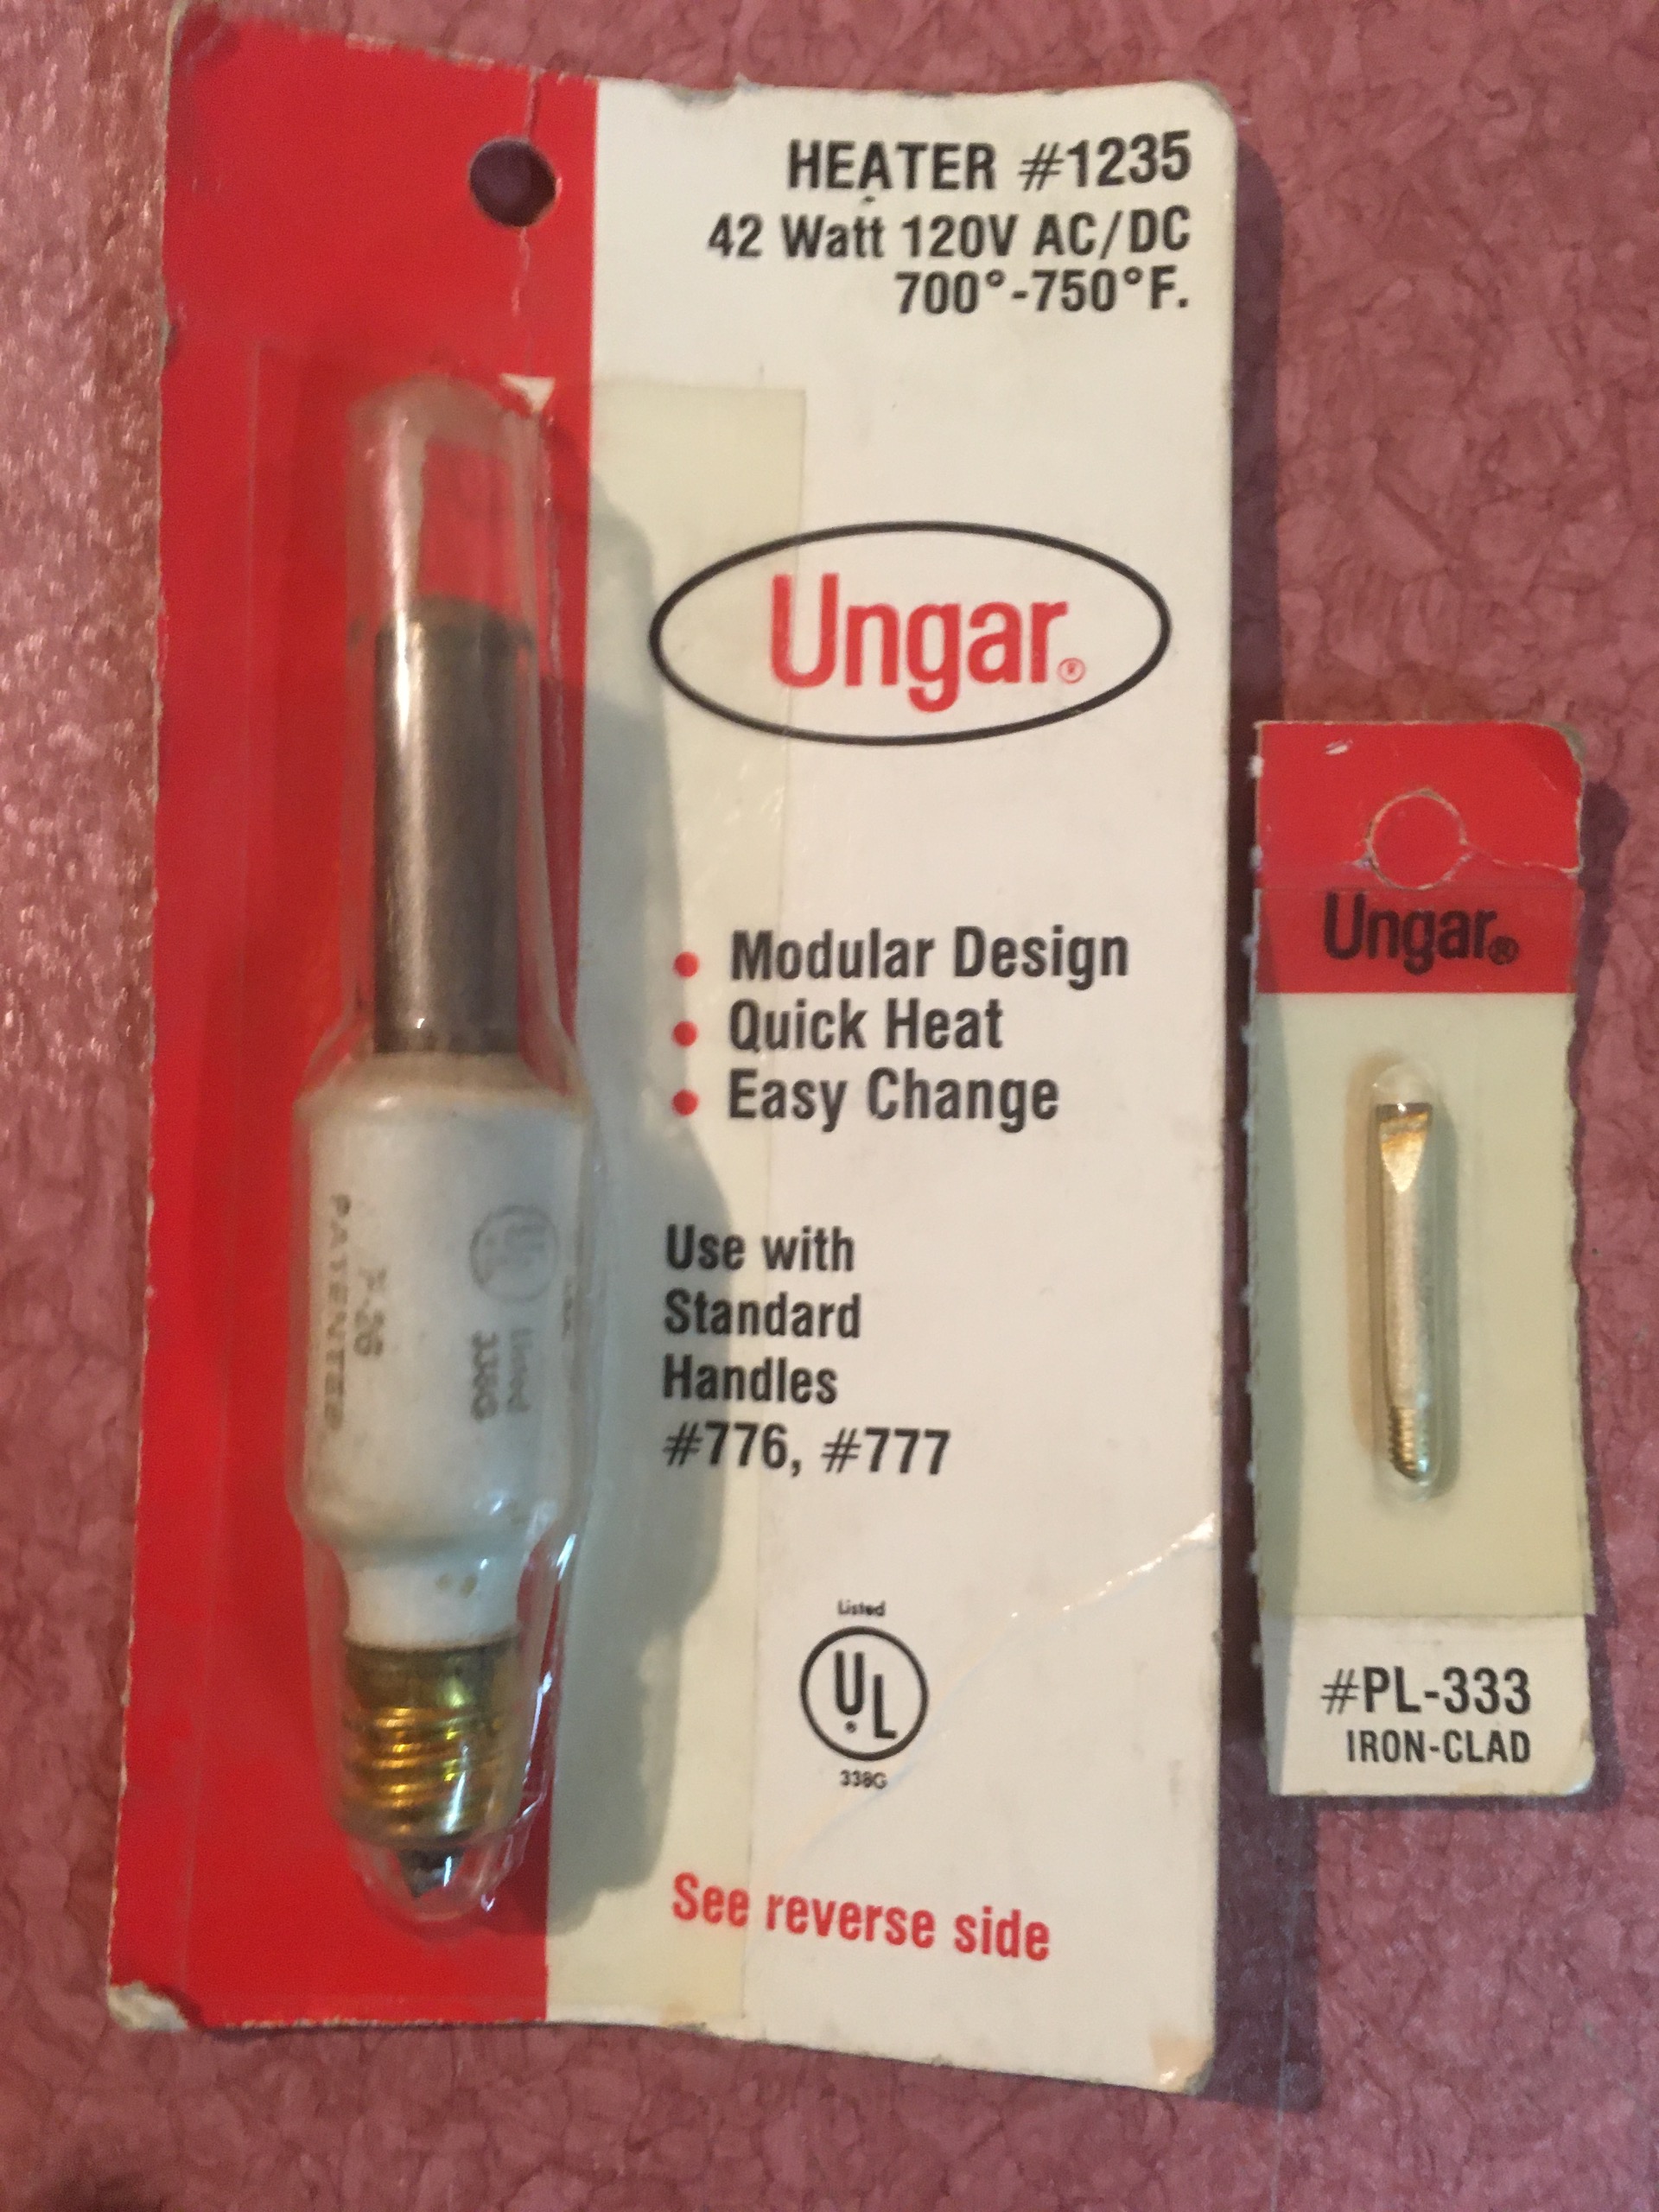 HEATER #1235
42 Watt 120V AC/DC
700°-750°F.
Ungar®
• Modular Design
• Quick Heat
• Easy Change
Use with
Standard
Handles
#776, #777
Listed
UL®
338G
See reverse side
PATENTED
UL
Listed
Ungar®
#PL-333
IRON-CLAD